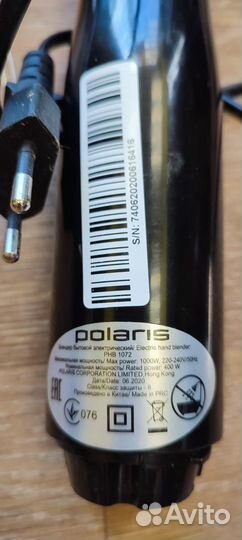 S/N: 740620200616416
polaris
Блендер бытовой электрический/ Electric hand blender
PHB 1072
Максимальная мощность/ Max power: 1000W, 220-240V/50Hz
Номинальная мощность/ Rated power: 400 W
POLARIS CORPORATION LIMITED, Hong Kong
Дата/Date: 06.2020
Class/Класс защиты - II
Произведено в Китае/ Made in PRC
EAC
076
Avito